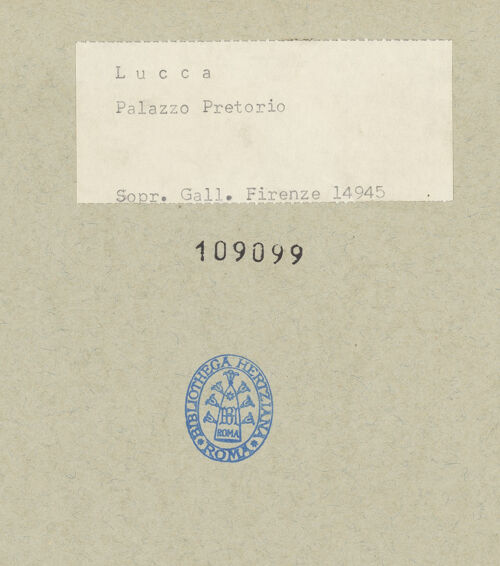 Lucca
Palazzo Pretorio
Sopr. Gall. Firenze 14945
109099
BIBLIOTHECA HERTZIANA
ROMA
ROMA